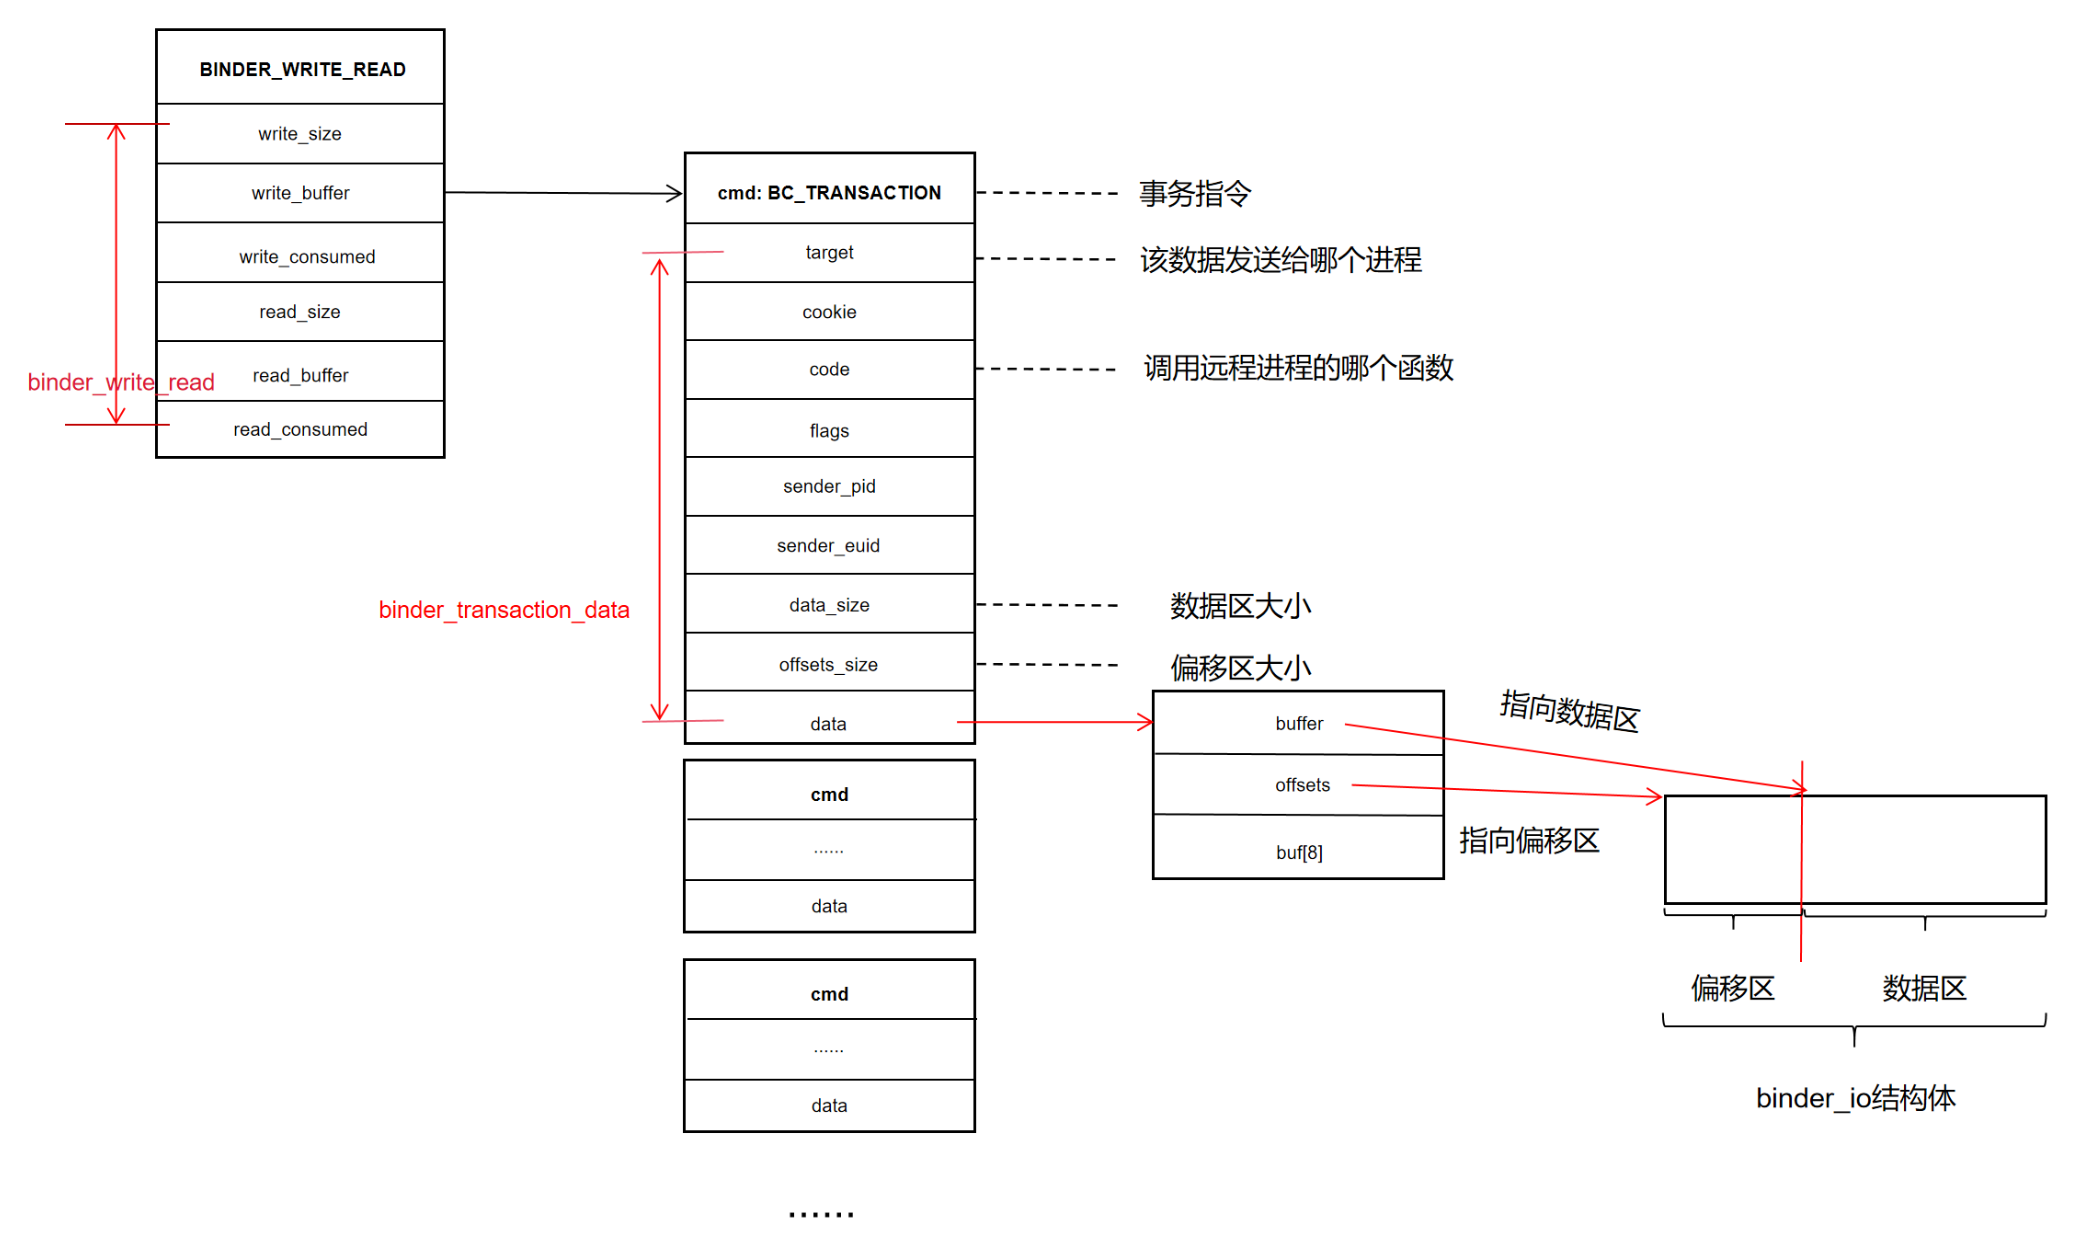 BINDER_WRITE_READ
write_size
write_buffer
write_consumed
read_size
read_buffer
read_consumed
binder_write_read
cmd: BC_TRANSACTION
target
cookie
code
flags
sender_pid
sender_euid
data_size
offsets_size
data
binder_transaction_data
事务指令
该数据发送给哪个进程
调用远程进程的哪个函数
数据区大小
偏移区大小
cmd
......
data
cmd
......
data
......
buffer
offsets
buf[8]
指向数据区
指向偏移区
偏移区
数据区
binder_io结构体